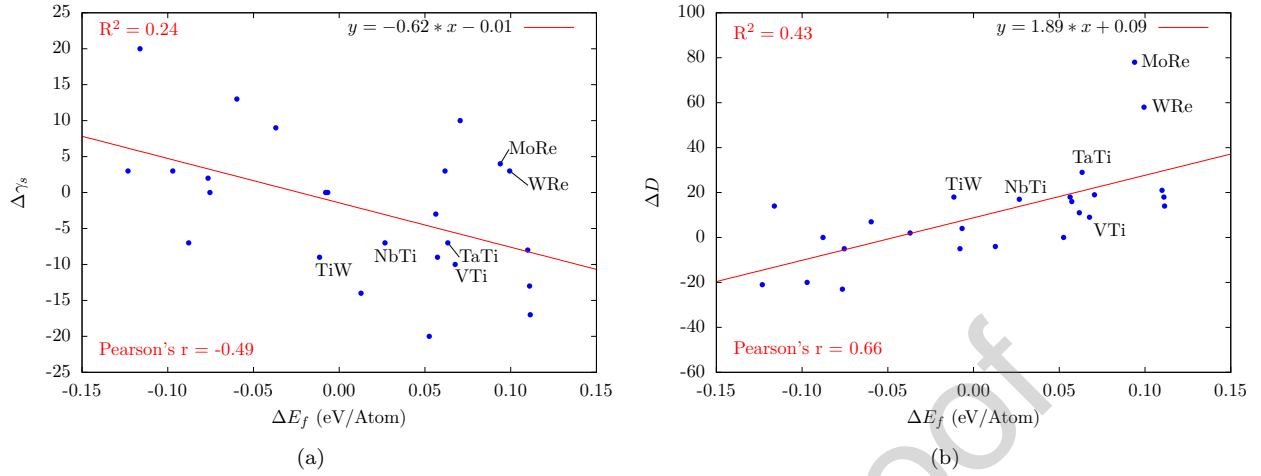 R² = 0.24
y = −0.62 ∗ x − 0.01
25
20
15
10
5
0
-5
-10
-15
-20
-25
Δγₛ
MoRe
WRe
NbTi
TaTi
TiW
VTi
Pearson's r = -0.49
-0.15
-0.10
-0.05
0.00
0.05
0.10
0.15
ΔE_f (eV/Atom)
(a)
R² = 0.43
y = 1.89 ∗ x + 0.09
100
80
60
40
20
0
-20
-40
-60
ΔD
MoRe
WRe
TaTi
TiW
NbTi
VTi
Pearson's r = 0.66
-0.15
-0.10
-0.05
0.00
0.05
0.10
0.15
ΔE_f (eV/Atom)
(b)
oof